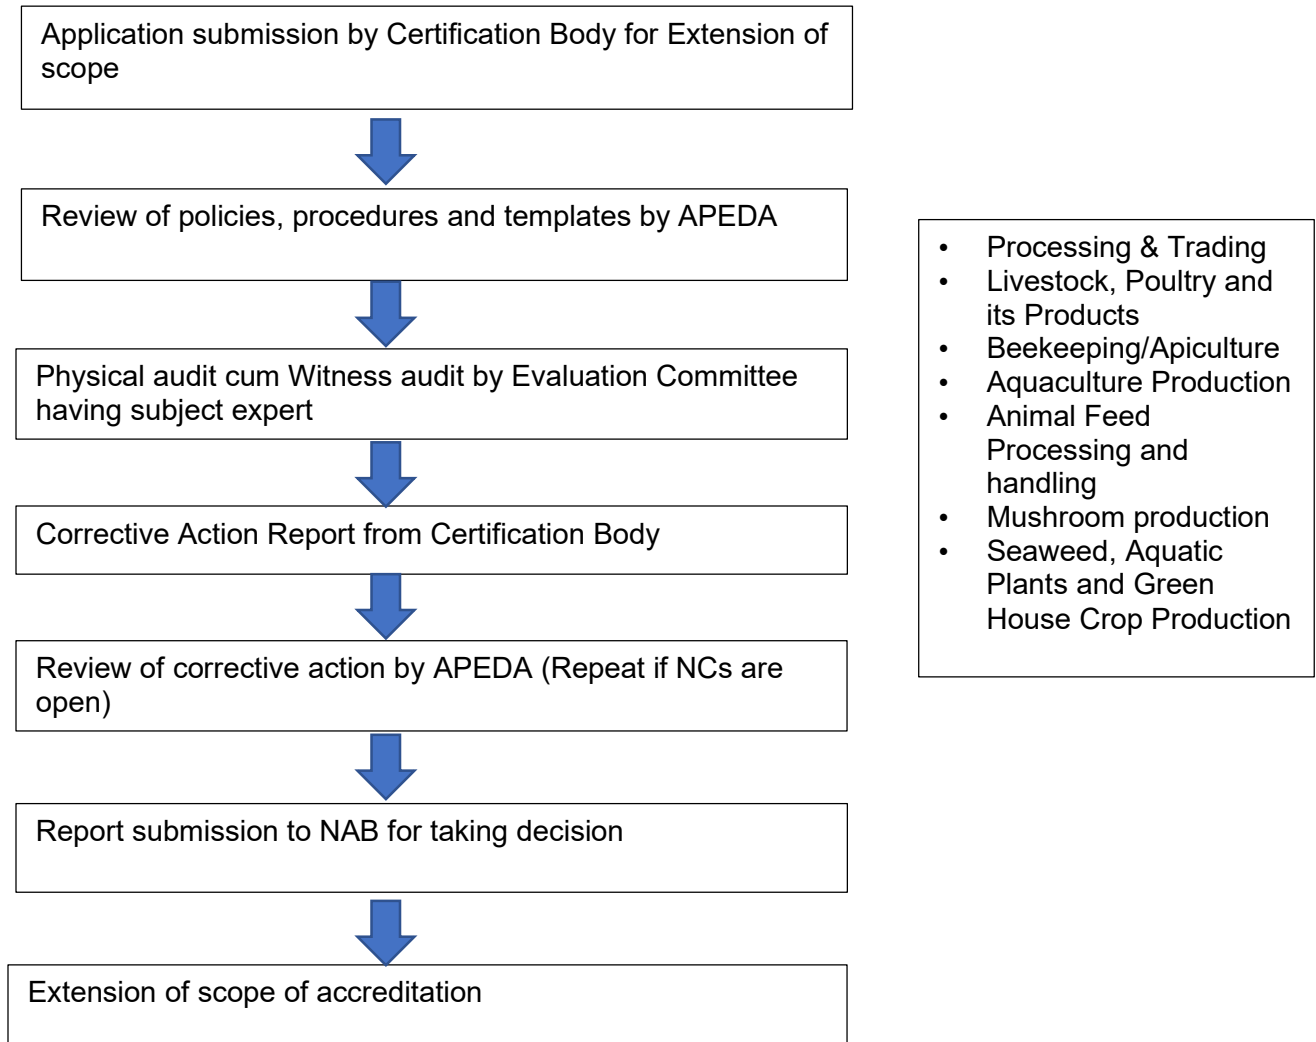 Application submission by Certification Body for Extension of
scope
Review of policies, procedures and templates by APEDA
Physical audit cum Witness audit by Evaluation Committee
having subject expert
Corrective Action Report from Certification Body
Review of corrective action by APEDA (Repeat if NCs are
open)
Report submission to NAB for taking decision
Extension of scope of accreditation
• Processing & Trading
• Livestock, Poultry and
its Products
• Beekeeping/Apiculture
• Aquaculture Production
• Animal Feed
Processing and
handling
• Mushroom production
• Seaweed, Aquatic
Plants and Green
House Crop Production